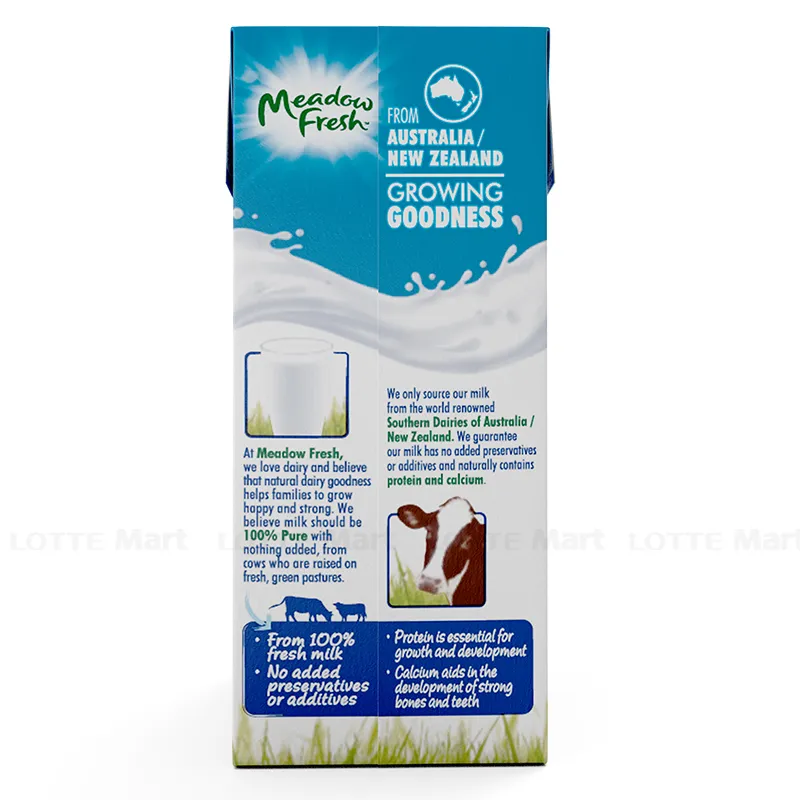 Meadow
Fresh™
FROM
AUSTRALIA /
NEW ZEALAND
GROWING
GOODNESS
At Meadow Fresh,
we love dairy and believe
that natural dairy goodness
helps families to grow
happy and strong. We
believe milk should be
100% Pure with
nothing added, from
cows who are raised on
fresh, green pastures.
We only source our milk
from the world renowned
Southern Dairies of Australia /
New Zealand. We guarantee
our milk has no added preservatives
or additives and naturally contains
protein and calcium.
LOTTE Mart LOTTE Mart LOTTE Mart LOTTE Mart
• From 100%
fresh milk
• No added
preservatives
or additives
• Protein is essential for
growth and development
• Calcium aids in the
development of strong
bones and teeth